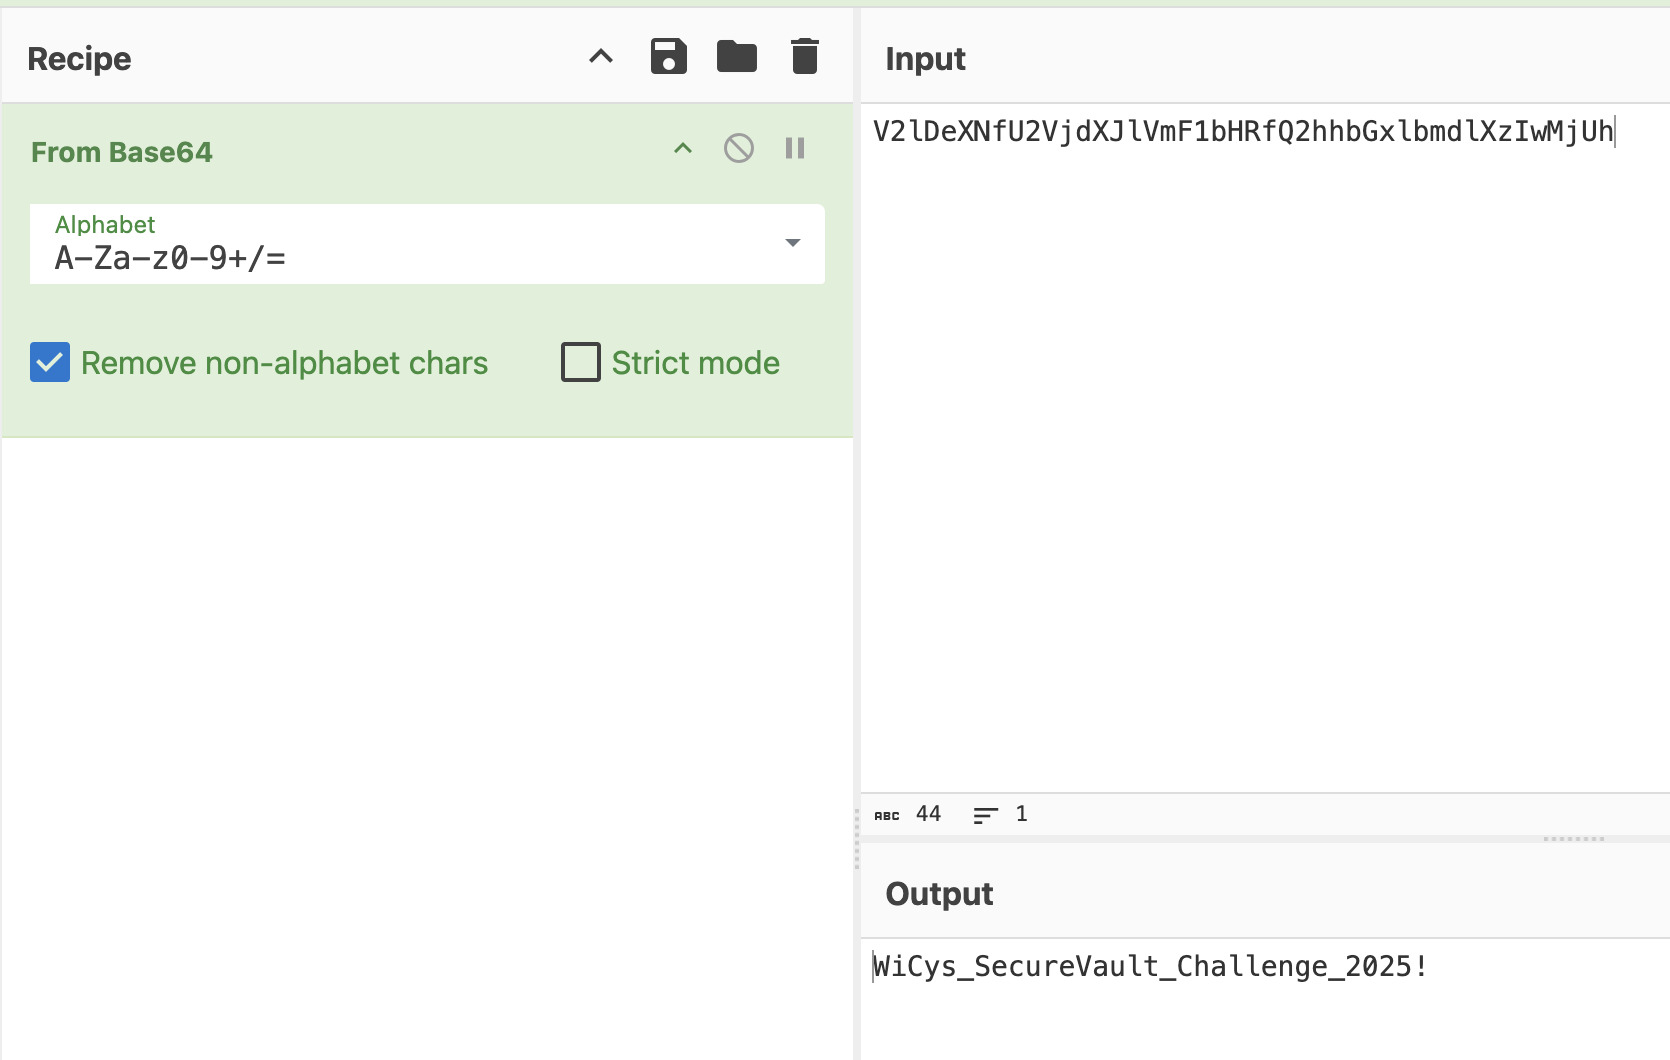 Recipe
From Base64
Alphabet
A-Za-z0-9+/=
Remove non-alphabet chars
Strict mode
Input
V2lDeXNfU2VjdXJlVmF1bHRfQ2hhbGxlbmdlXzIwMjUh
ABC 44 1
Output
WiCys_SecureVault_Challenge_2025!